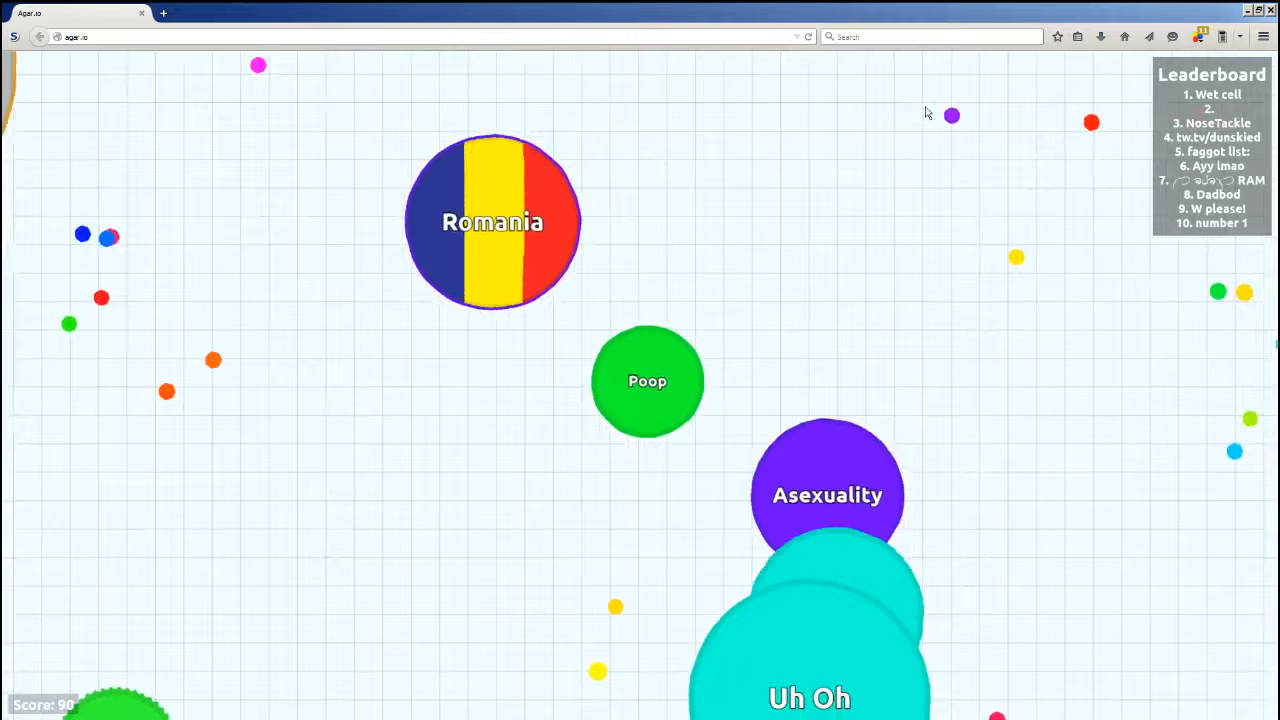 Agar.io
agar.io
Search
11
Leaderboard
1. Wet cell
2.
3. NoseTackle
4. tw.tv/dunskied
5. faggot list:
6. Ayy lmao
7. RAM
8. Dadbod
9. W please!
10. number 1
Romania
Poop
Asexuality
Uh Oh
Score: 90